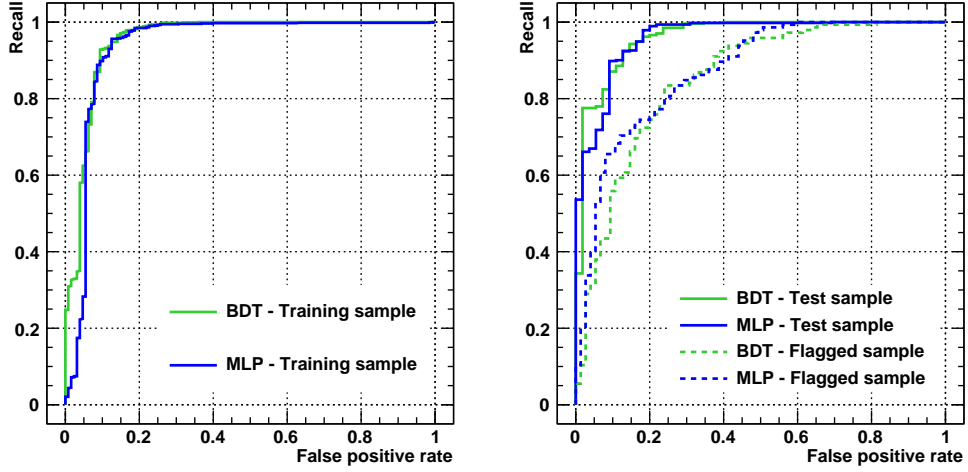 Recall
1
0.8
0.6
0.4
0.2
0
BDT - Training sample
MLP - Training sample
0 0.2 0.4 0.6 0.8 1
False positive rate
Recall
1
0.8
0.6
0.4
0.2
0
BDT - Test sample
MLP - Test sample
BDT - Flagged sample
MLP - Flagged sample
0 0.2 0.4 0.6 0.8 1
False positive rate